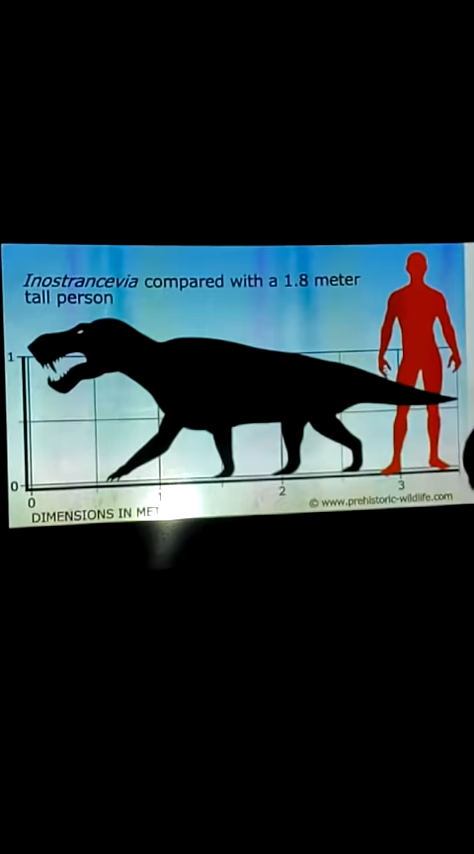 Inostrancevia compared with a 1.8 meter
tall person
1
0
0
1
2
3
DIMENSIONS IN MET
© www.prehistoric-wildlife.com